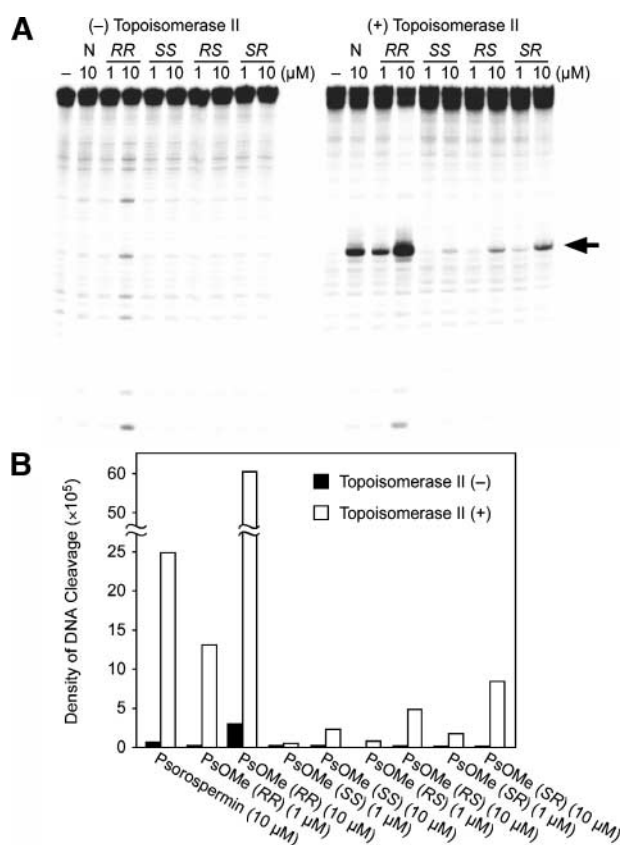 A
(–) Topoisomerase II
(+) Topoisomerase II
N RR SS RS SR
N RR SS RS SR
– 10 1 10 1 10 1 10 1 10 (μM)
– 10 1 10 1 10 1 10 1 10 (μM)
B
Density of DNA Cleavage (×10⁵)
60
50
25
20
15
10
5
0
Topoisomerase II (–)
Topoisomerase II (+)
Psorospermin (10 μM)
PsOMe (RR) (1 μM)
PsOMe (RR) (10 μM)
PsOMe (SS) (1 μM)
PsOMe (SS) (10 μM)
PsOMe (RS) (1 μM)
PsOMe (RS) (10 μM)
PsOMe (SR) (1 μM)
PsOMe (SR) (10 μM)